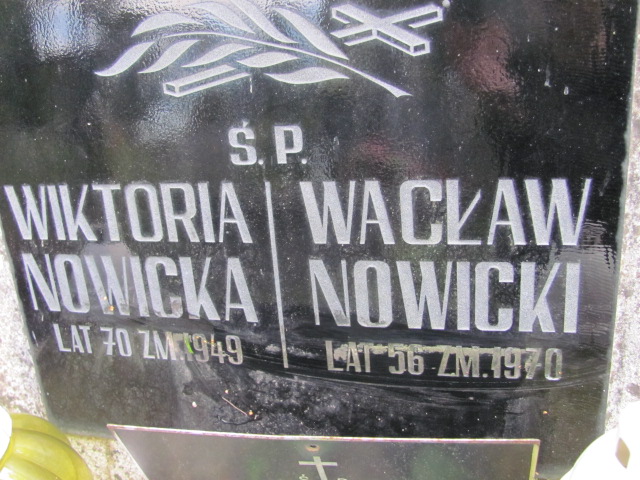 Ś.P.
WIKTORIA
NOWICKA
LAT 70 ZM.1949
WACŁAW
NOWICKI
LAT 56 ZM.1970